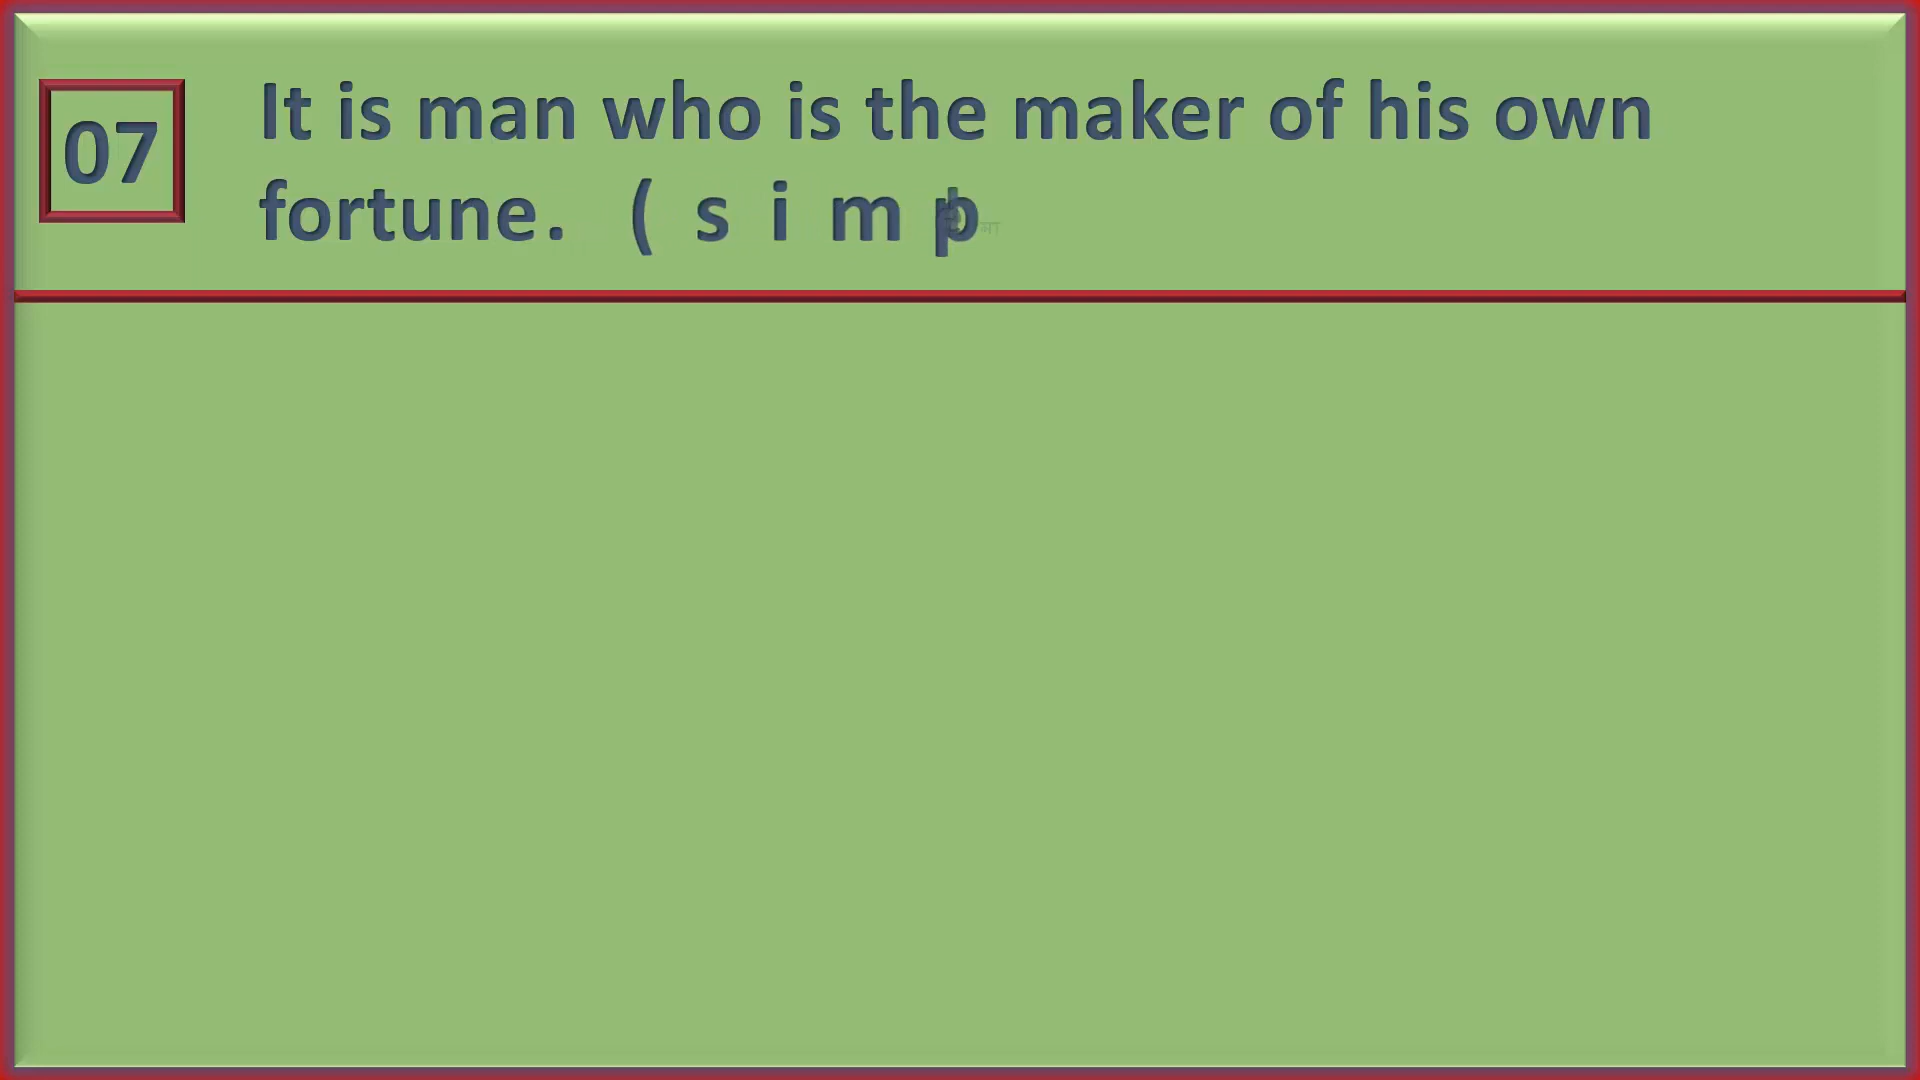 07
It is man who is the maker of his own
fortune. ( s i m p